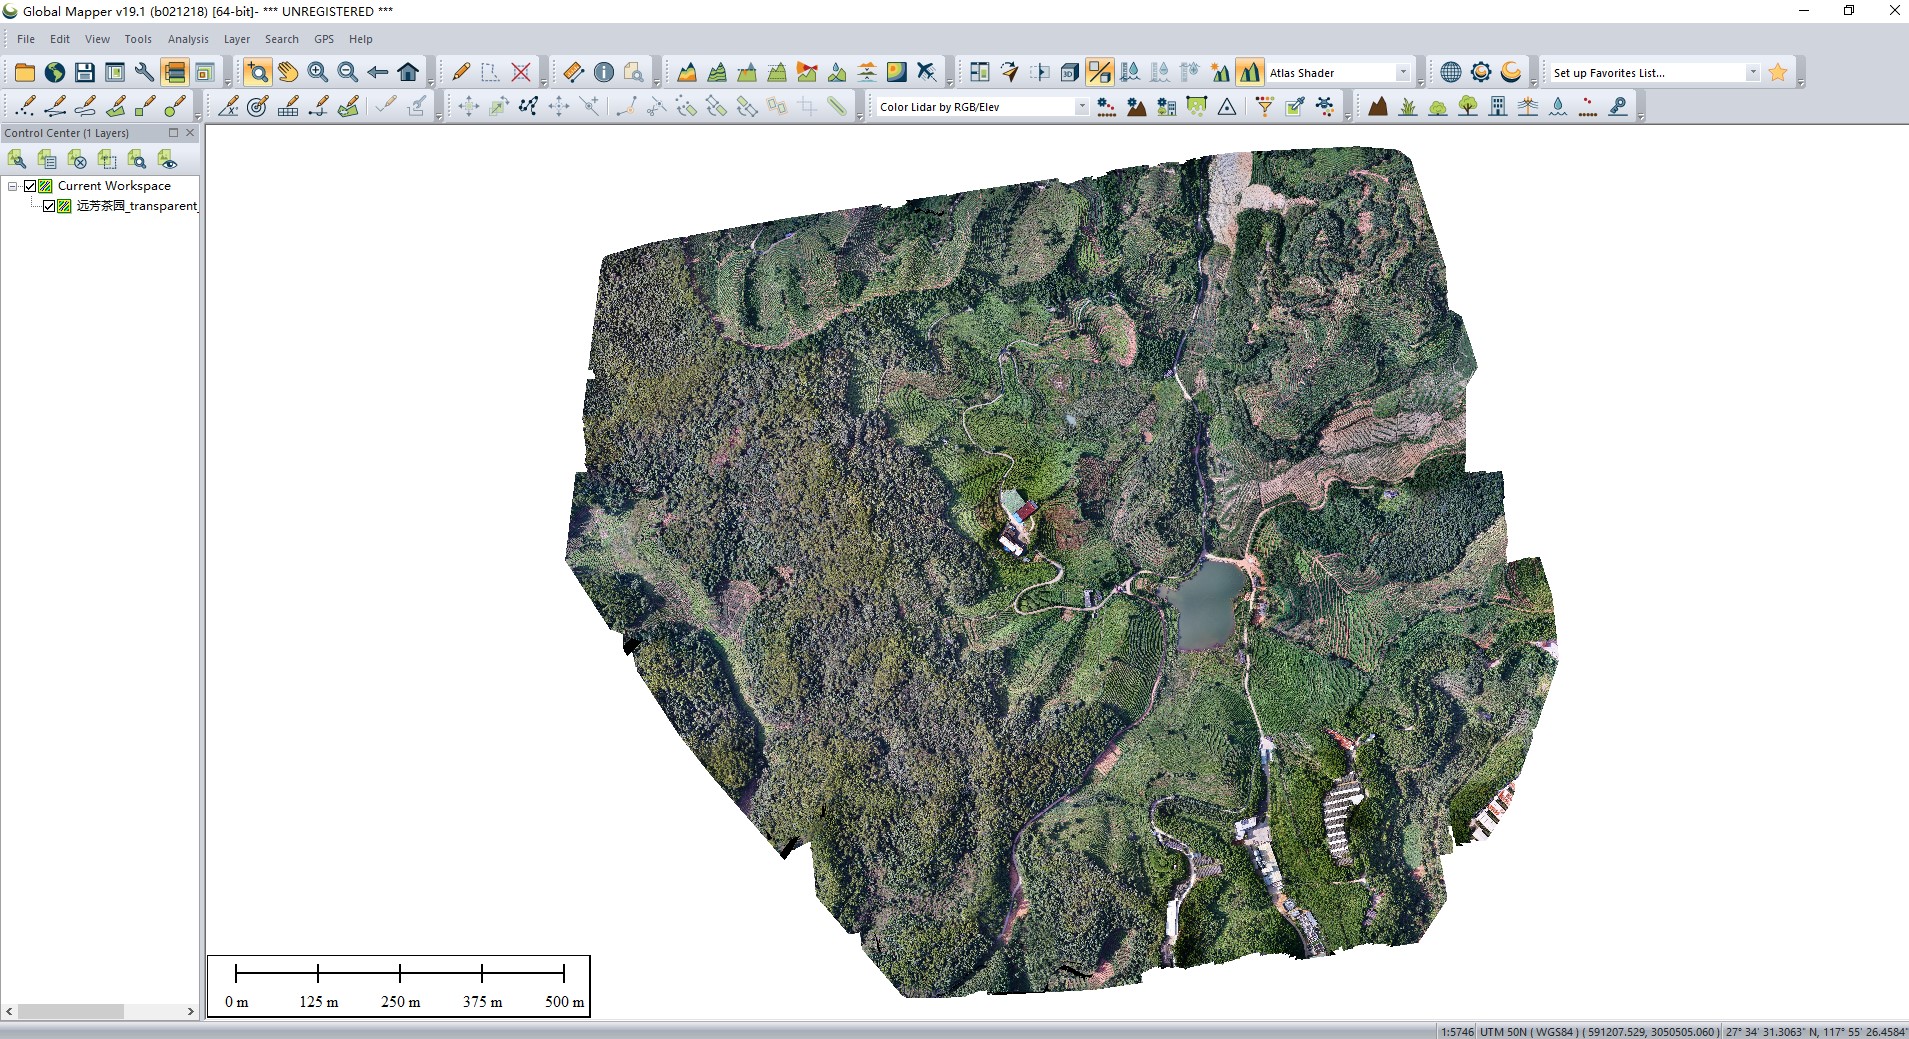 Global Mapper v19.1 (b021218) [64-bit]- *** UNREGISTERED ***
File Edit View Tools Analysis Layer Search GPS Help
3D Atlas Shader Set up Favorites List...
Color Lidar by RGB/Elev
Control Center (1 Layers)
Current Workspace
远芳茶园_transparent_
0 m 125 m 250 m 375 m 500 m
1:5746 UTM 50N ( WGS84 ) ( 591207.529, 3050505.060 ) 27° 34' 31.3063" N, 117° 55' 26.4584"